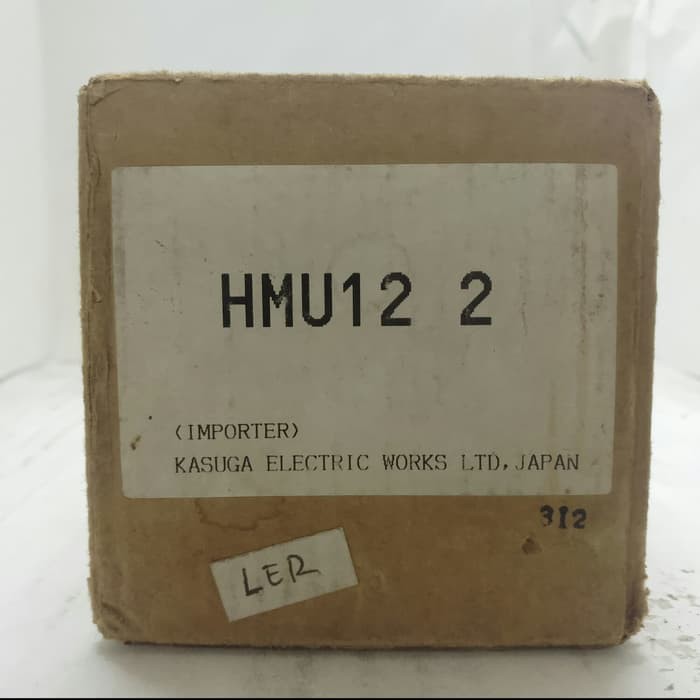 HMU12 2
(IMPORTER)
KASUGA ELECTRIC WORKS LTD,JAPAN
312
LER